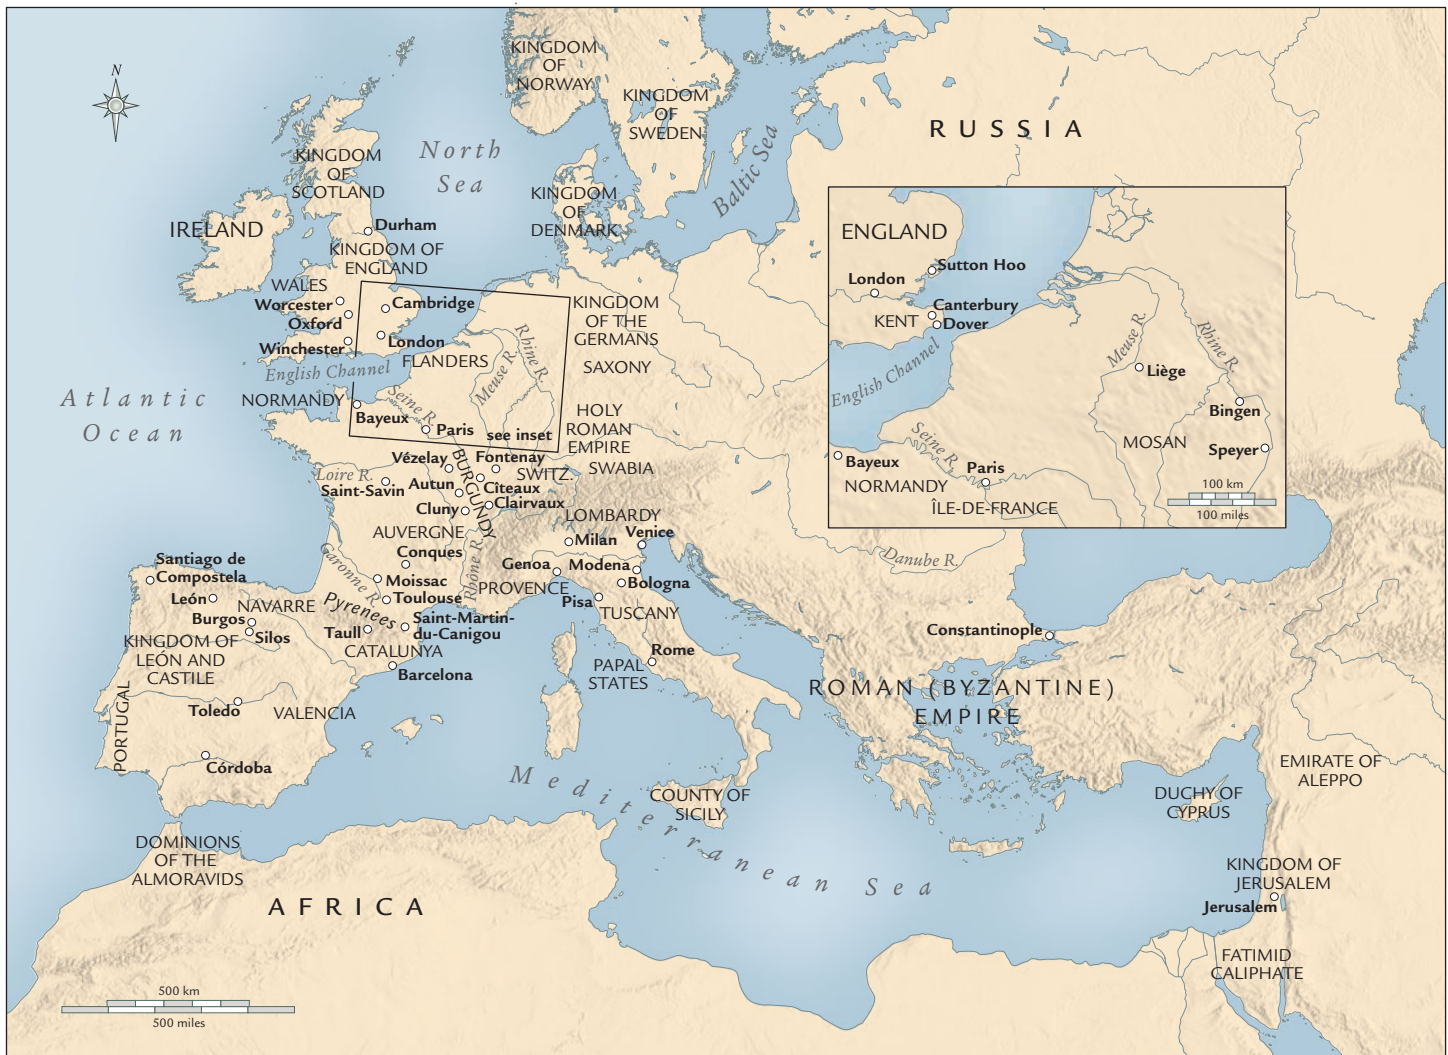 N
KINGDOM
OF
NORWAY
KINGDOM
OF
SWEDEN
RUSSIA
North
Sea
Baltic Sea
KINGDOM
OF
SCOTLAND
KINGDOM
OF
DENMARK
IRELAND
Durham
KINGDOM OF
ENGLAND
WALES
Worcester
Cambridge
Oxford
London
Winchester
FLANDERS
English Channel
KINGDOM
OF THE
GERMANS
SAXONY
Rhine R.
Meuse R.
Atlantic
Ocean
NORMANDY
Bayeux
Seine R.
Paris
see inset
HOLY
ROMAN
EMPIRE
Vézelay
Fontenay
SWITZ.
SWABIA
Loire R.
Saint-Savin
Autun
BURGUNDY
Cîteaux
Clairvaux
Cluny
AUVERGNE
LOMBARDY
Conques
Milan
Venice
Garonne R.
Rhône R.
Genoa
Modena
PROVENCE
Bologna
Santiago de
Compostela
Moissac
Toulouse
León
NAVARRE
Pyrenees
Pisa
TUSCANY
Burgos
Silos
Taull
Saint-Martin-
du-Canigou
KINGDOM OF
LEÓN AND
CASTILE
CATALUNYA
Barcelona
Rome
PAPAL
STATES
PORTUGAL
Toledo
VALENCIA
Córdoba
Danube R.
Constantinople
ROMAN (BYZANTINE)
EMPIRE
Mediterranean Sea
COUNTY OF
SICILY
DUCHY OF
CYPRUS
EMIRATE OF
ALEPPO
DOMINIONS
OF THE
ALMORAVIDS
AFRICA
KINGDOM OF
JERUSALEM
Jerusalem
FATIMID
CALIPHATE
500 km
500 miles
ENGLAND
Sutton Hoo
London
Canterbury
KENT
Dover
English Channel
Meuse R.
Rhine R.
Liège
Bingen
Seine R.
MOSAN
Speyer
Bayeux
Paris
NORMANDY
ÎLE-DE-FRANCE
100 km
100 miles